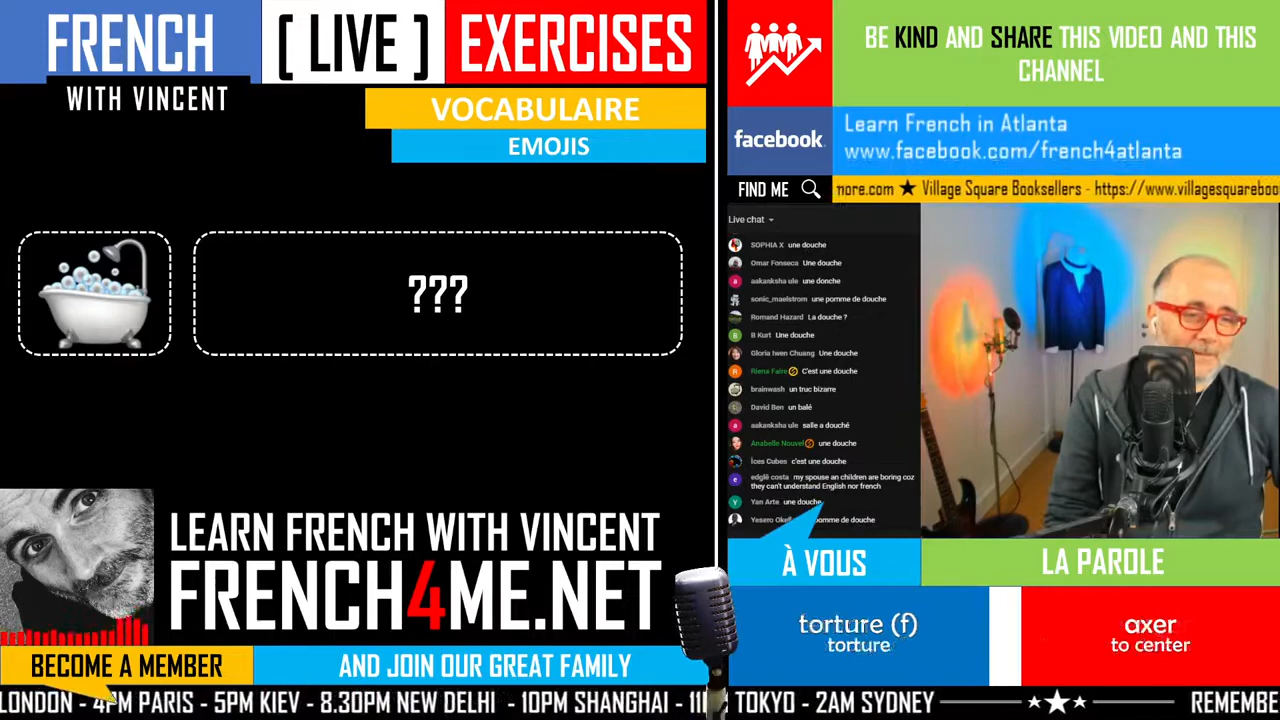 FRENCH
[ LIVE ]
EXERCISES
WITH VINCENT
VOCABULAIRE
EMOJIS
???
LEARN FRENCH WITH VINCENT
FRENCH4ME.NET
BECOME A MEMBER
AND JOIN OUR GREAT FAMILY
BE KIND AND SHARE THIS VIDEO AND THIS
CHANNEL
facebook
Learn French in Atlanta
www.facebook.com/french4atlanta
FIND ME
more.com ★ Village Square Booksellers - https://www.villagesquareboo
Live chat
SOPHIA X une douche
Omar Fonseca Une douche
aakanksha ule une donche
sonic_maelstrom une pomme de douche
Romand Hazard La douche ?
B Kurt Une douche
Gloria Iwen Chuang Une douche
Riena Faire C'est une douche
brainwash un truc bizarre
David Ben un balé
aakanksha ule salle a douché
Anabelle Nouvel une douche
İces Cubes c'est une douche
edglê costa my spouse an children are boring coz
they can't understand English nor french
Yan Arte une douche
Yasero pomme de douche
À VOUS
LA PAROLE
torture (f)
torture
axer
to center
LONDON - 4PM PARIS - 5PM KIEV - 8.30PM NEW DELHI - 10PM SHANGHAI - 11 TOKYO - 2AM SYDNEY ★ REMEMBE